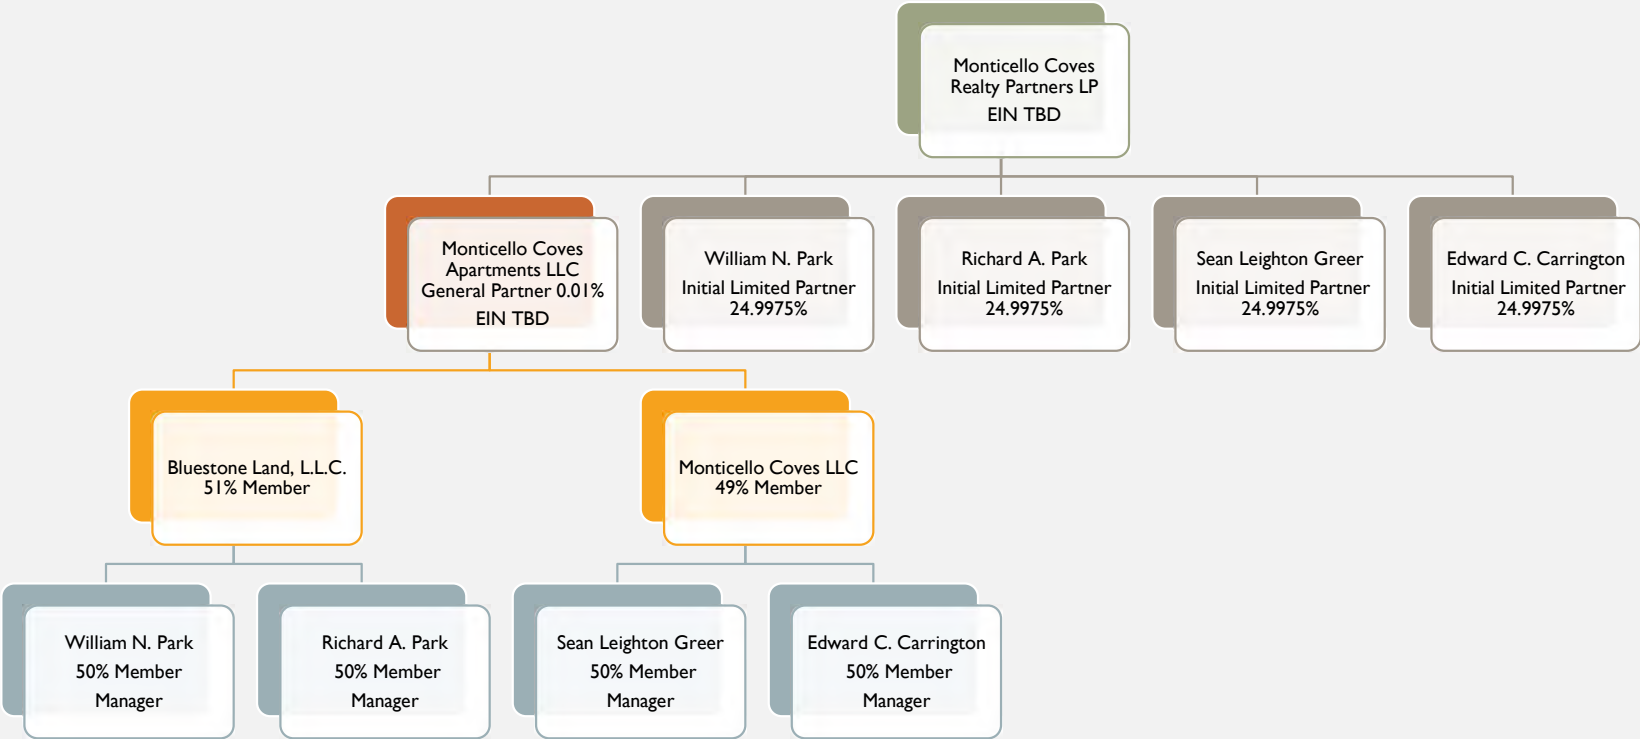 Monticello Coves
Realty Partners LP
EIN TBD
Monticello Coves
Apartments LLC
General Partner 0.01%
EIN TBD
William N. Park
Initial Limited Partner
24.9975%
Richard A. Park
Initial Limited Partner
24.9975%
Sean Leighton Greer
Initial Limited Partner
24.9975%
Edward C. Carrington
Initial Limited Partner
24.9975%
Bluestone Land, L.L.C.
51% Member
Monticello Coves LLC
49% Member
William N. Park
50% Member
Manager
Richard A. Park
50% Member
Manager
Sean Leighton Greer
50% Member
Manager
Edward C. Carrington
50% Member
Manager